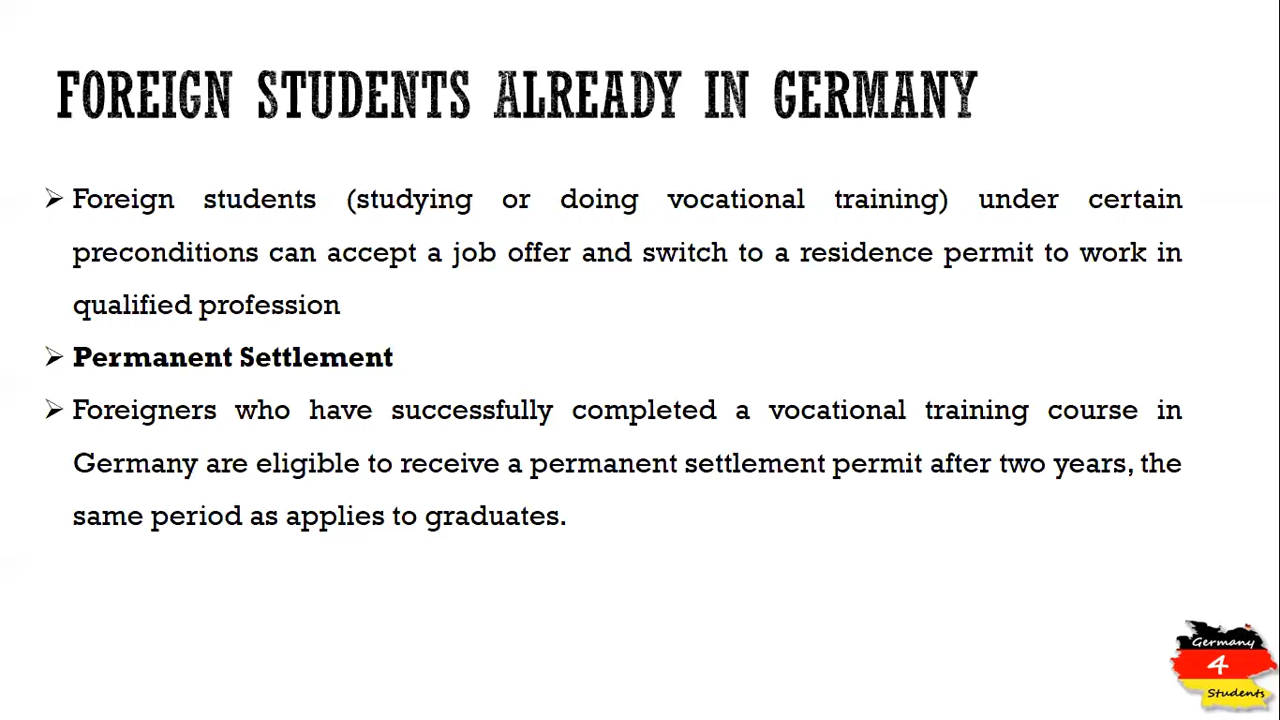 FOREIGN STUDENTS ALREADY IN GERMANY
➢ Foreign students (studying or doing vocational training) under certain
preconditions can accept a job offer and switch to a residence permit to work in
qualified profession
➢ Permanent Settlement
➢ Foreigners who have successfully completed a vocational training course in
Germany are eligible to receive a permanent settlement permit after two years, the
same period as applies to graduates.
Germany
4
Students